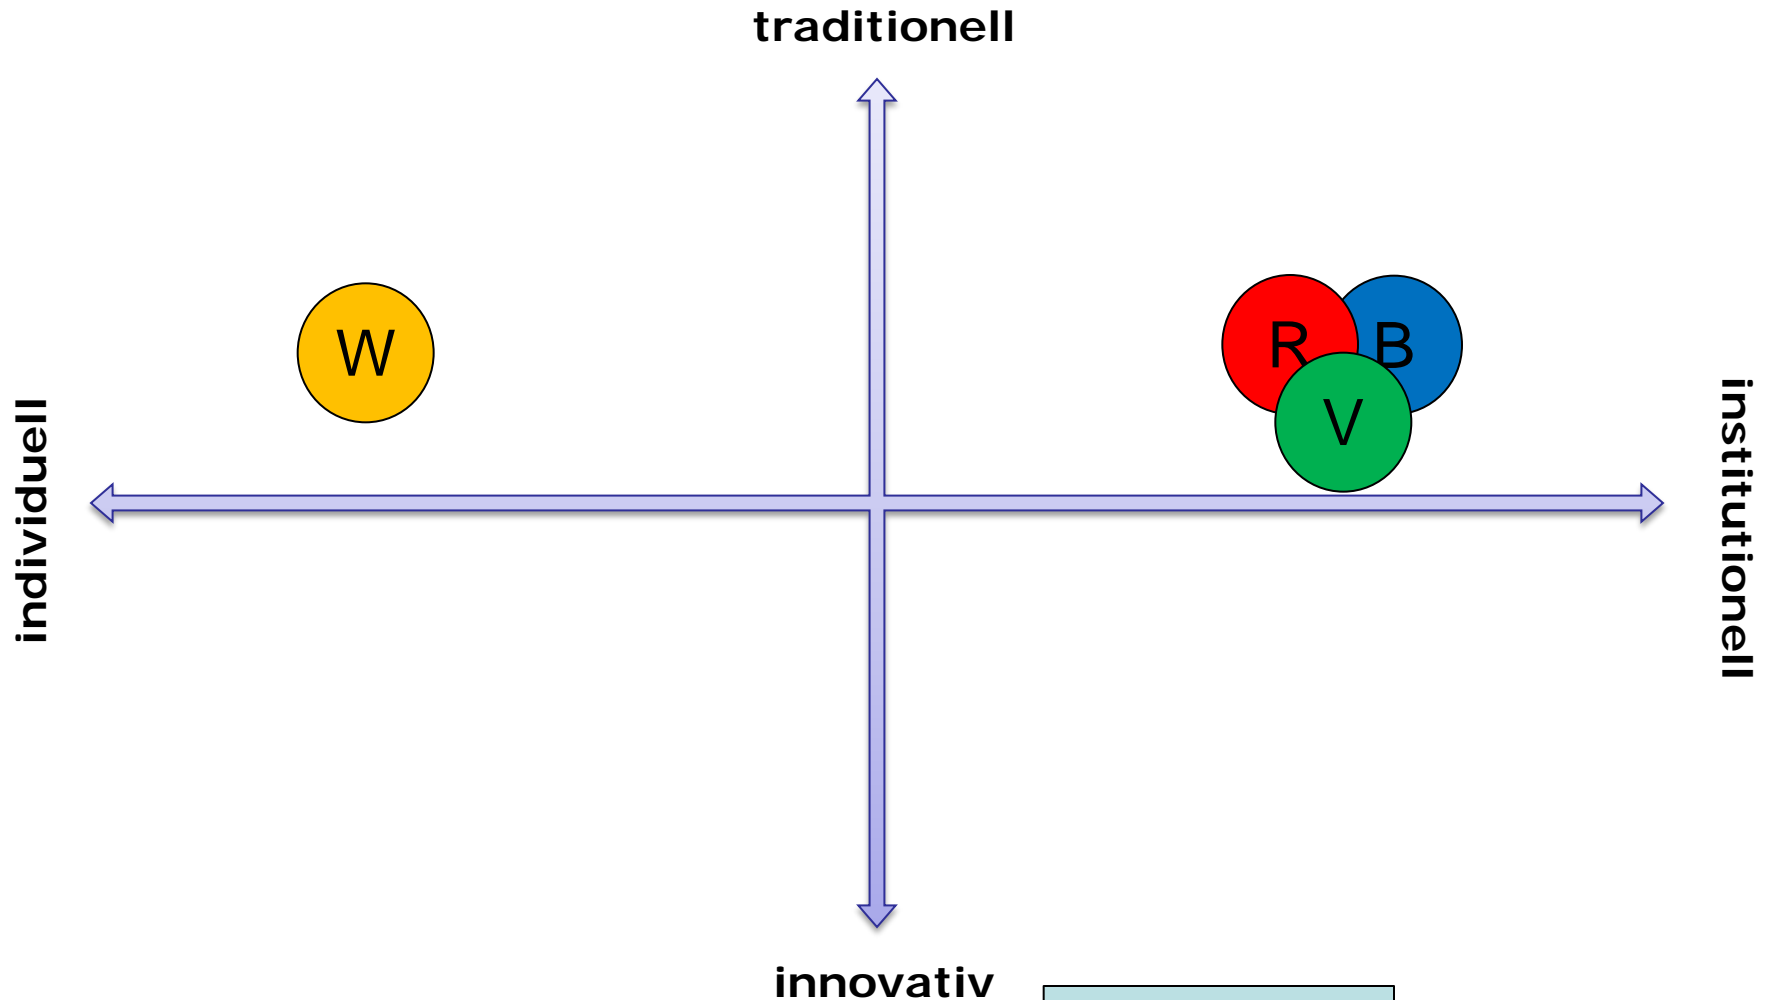 traditionell
W
R
B
V
individuell
institutionell
innovativ